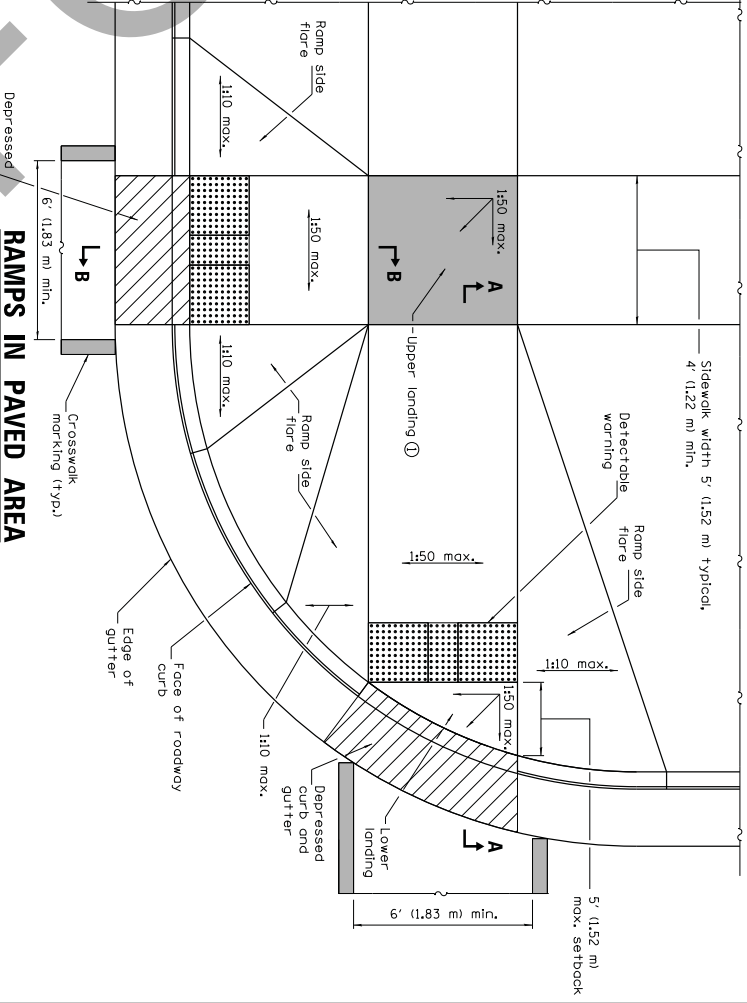 Ramp side
flare
1:10 max.
Depressed
6' (1.83 m) min.
B
1:50 max.
B
1:50 max.
A
Upper landing ①
Sidewalk width 5' (1.52 m) typical,
4' (1.22 m) min.
Detectable
warning
Ramp side
flare
1:10 max.
1:10 max.
Ramp side
flare
1:50 max.
1:50 max.
5' (1.52 m)
max. setback
Crosswalk
marking (typ.)
Edge of
gutter
Face of roadway
curb
1:10 max.
Depressed
curb and
gutter
Lower
landing
A
6' (1.83 m) min.
RAMPS IN PAVED AREA